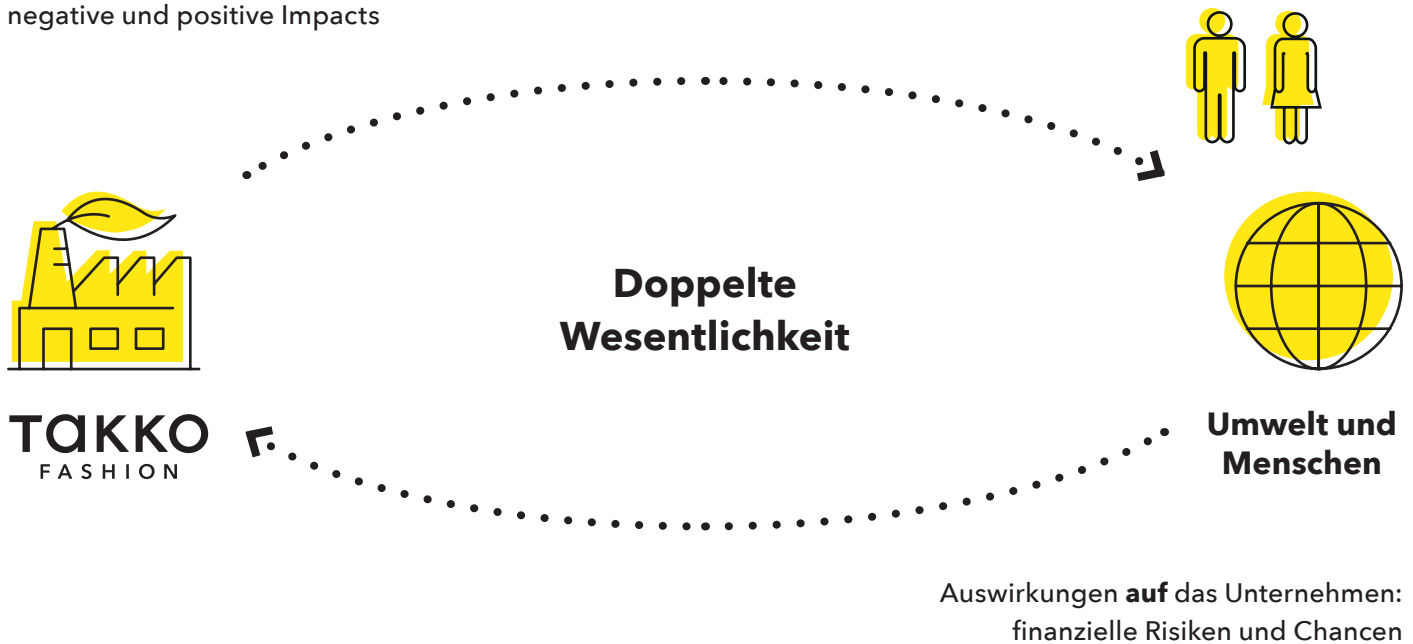 negative und positive Impacts
Doppelte
Wesentlichkeit
TAKKO
FASHION
Umwelt und
Menschen
Auswirkungen auf das Unternehmen:
finanzielle Risiken und Chancen